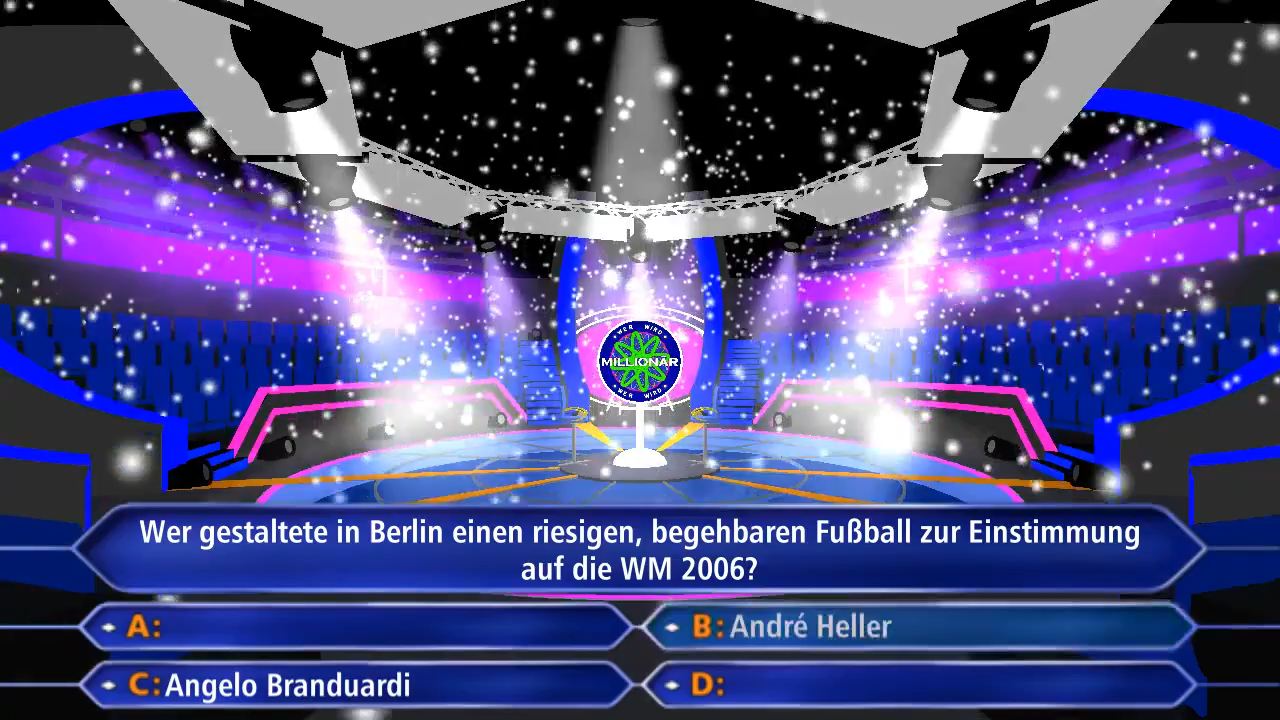 WER WIRD
MILLIONÄR
WER WIRD
Wer gestaltete in Berlin einen riesigen, begehbaren Fußball zur Einstimmung
auf die WM 2006?
A:
B: André Heller
C: Angelo Branduardi
D: